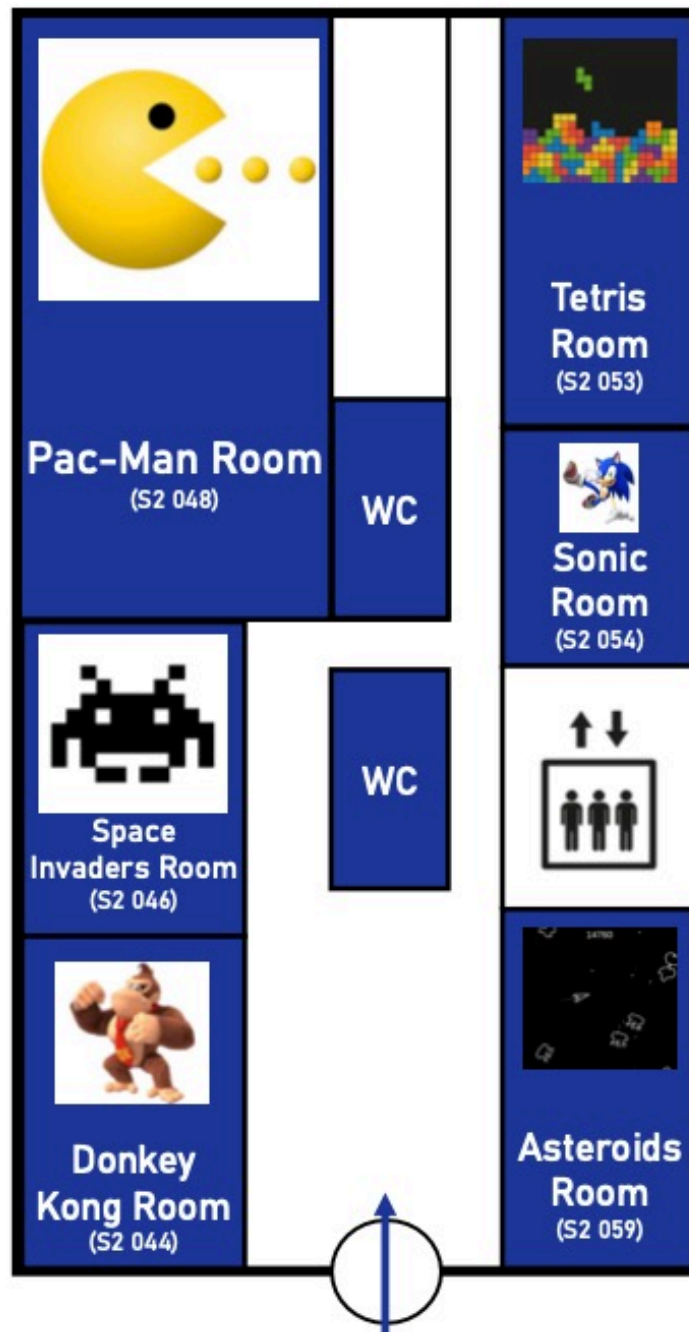 Tetris
Room
(S2 053)
Pac-Man Room
(S2 048)
WC
Sonic
Room
(S2 054)
Space
Invaders Room
(S2 046)
WC
14760
Donkey
Kong Room
(S2 044)
Asteroids
Room
(S2 059)